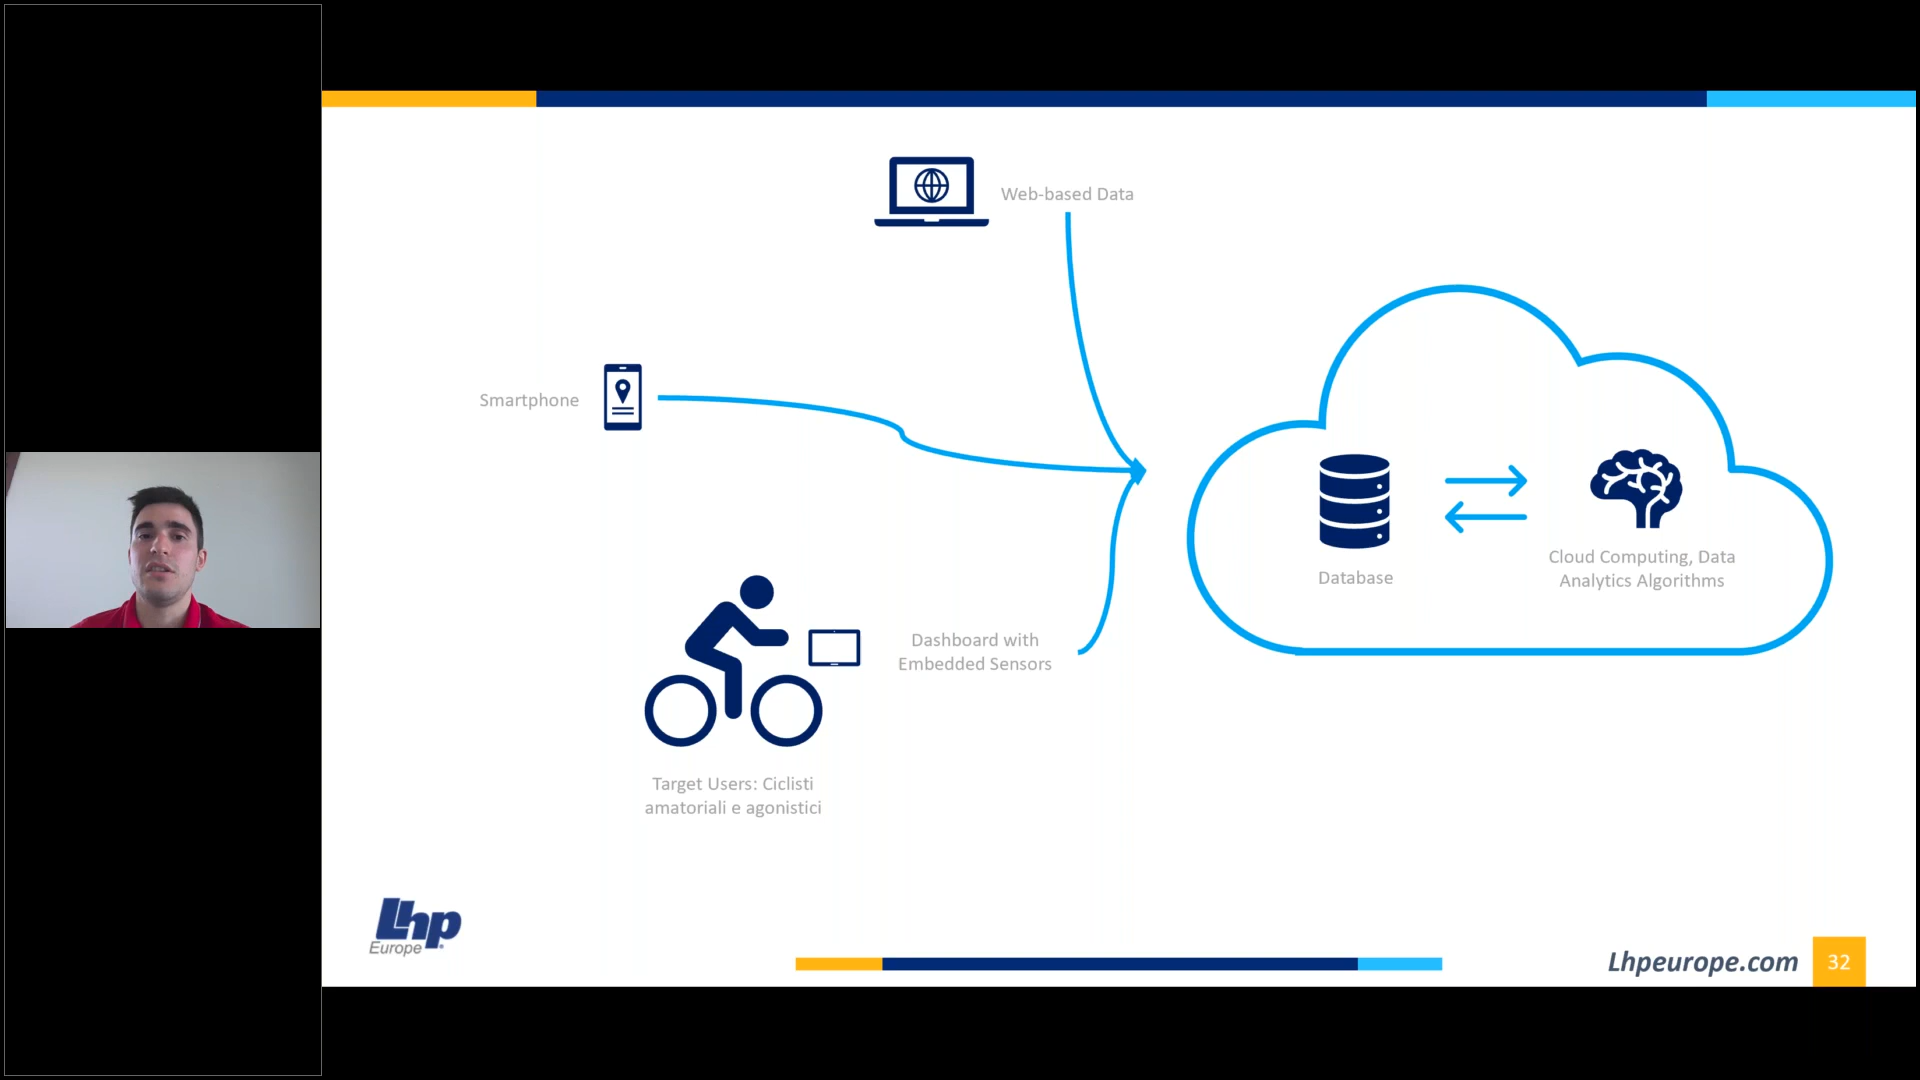 Web-based Data
Smartphone
Database
Cloud Computing, Data
Analytics Algorithms
Dashboard with
Embedded Sensors
Target Users: Ciclisti
amatoriali e agonistici
Lhp
Europe
Lhpeurope.com
32